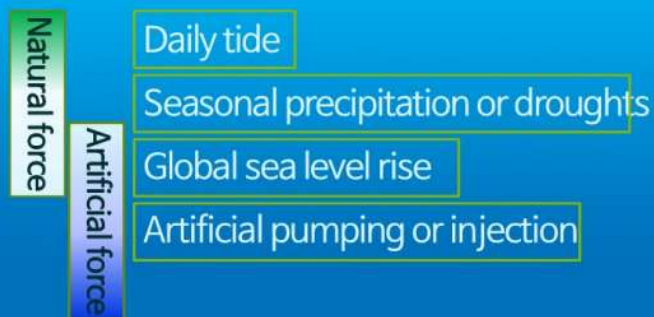 Natural force
Artificial force
Daily tide
Seasonal precipitation or droughts
Global sea level rise
Artificial pumping or injection